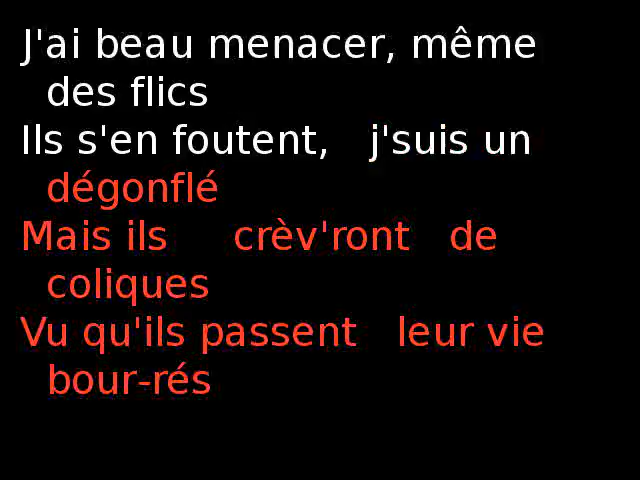 J'ai beau menacer, même
des flics
Ils s'en foutent, j'suis un
dégonflé
Mais ils crèv'ront de
coliques
Vu qu'ils passent leur vie
bour-rés